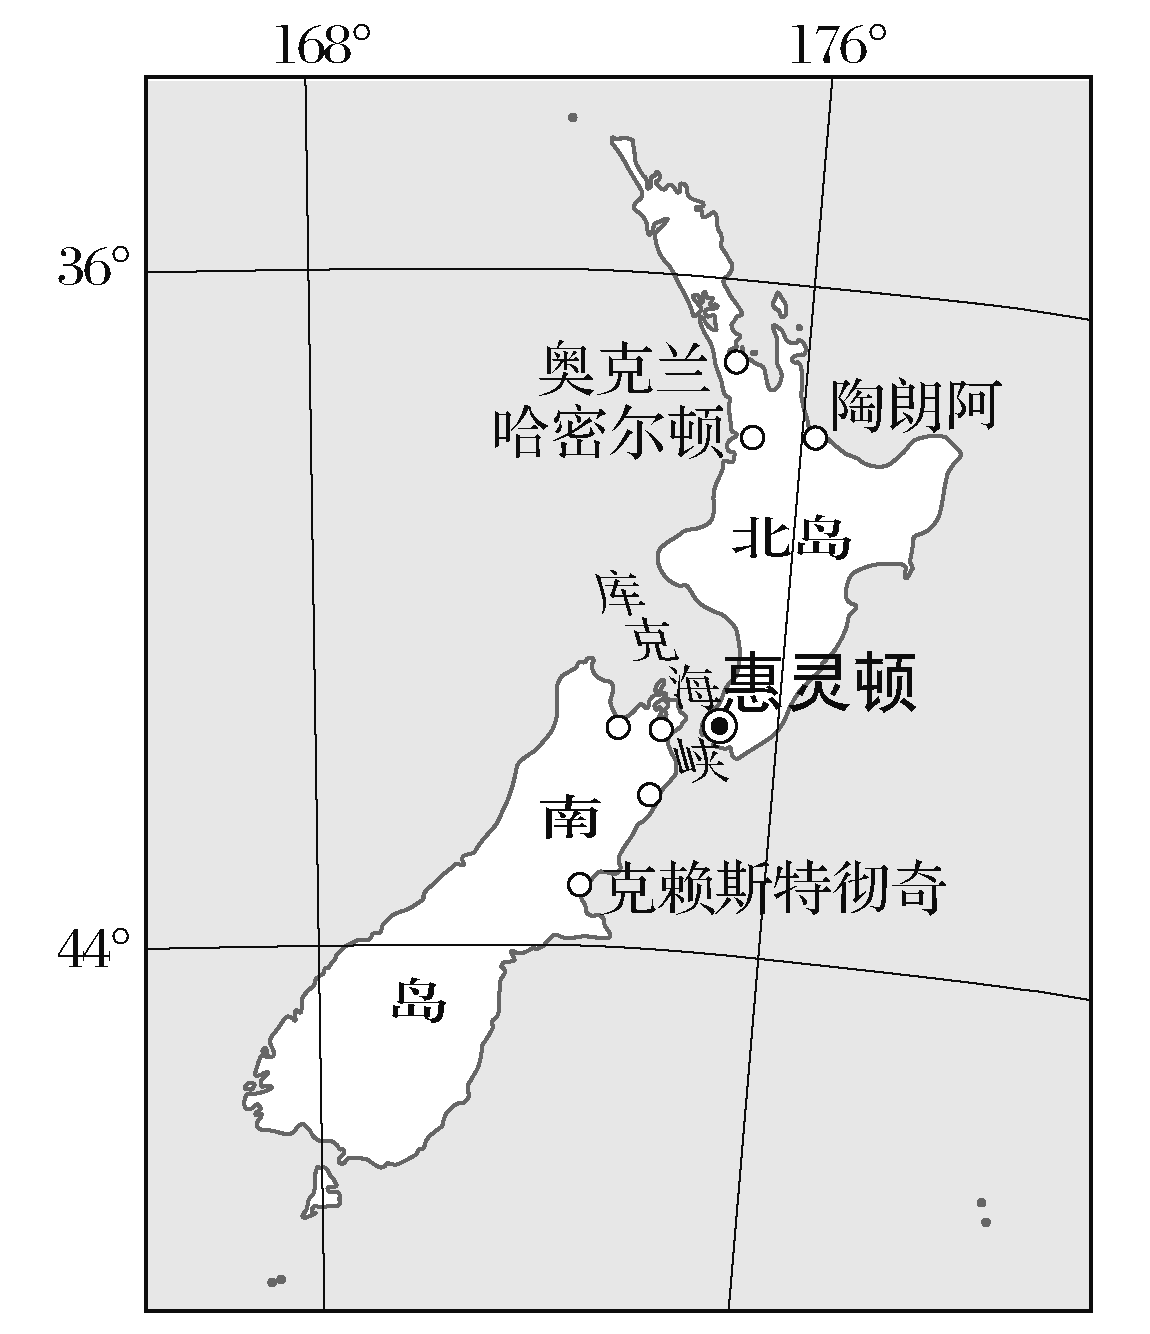 168°
176°
36°
奥克兰
陶朗阿
哈密尔顿
北岛
库克海峡
惠灵顿
南岛
克赖斯特彻奇
44°